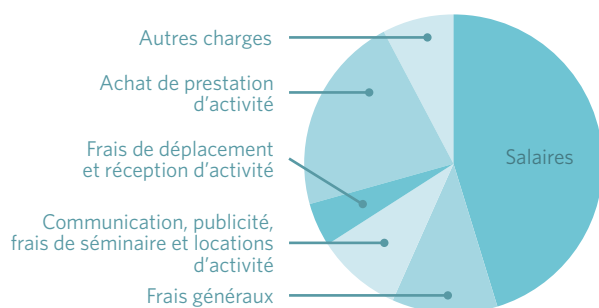 Autres charges
Achat de prestation
d'activité
Frais de déplacement
et réception d'activité
Communication, publicité,
frais de séminaire et locations
d'activité
Frais généraux
Salaires